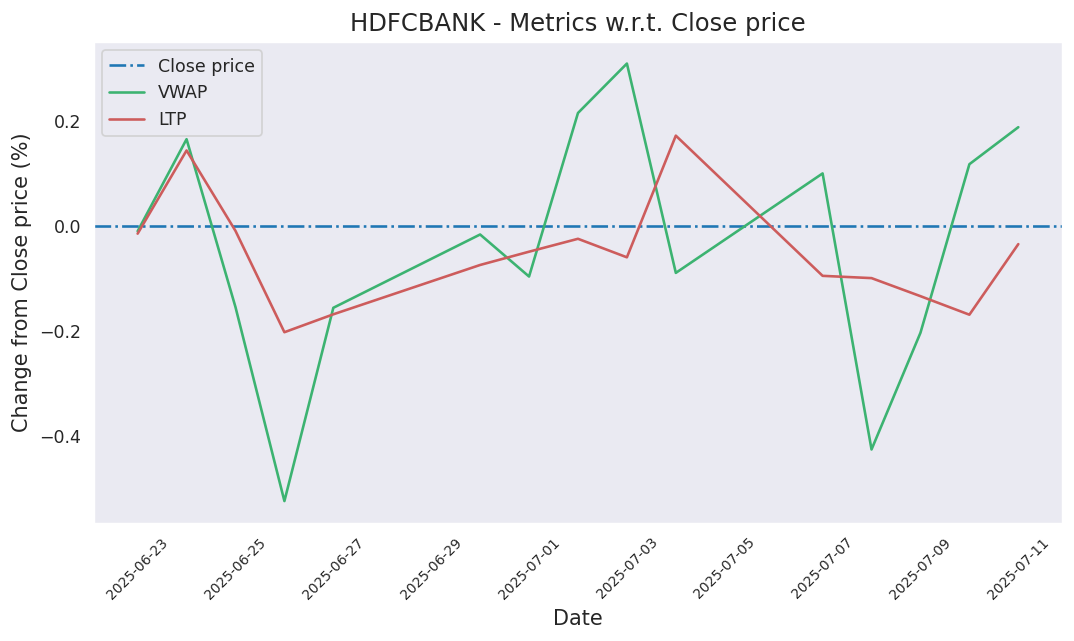 HDFCBANK - Metrics w.r.t. Close price
Close price
VWAP
LTP
Change from Close price (%)
0.2
0.0
−0.2
−0.4
2025-06-23
2025-06-25
2025-06-27
2025-06-29
2025-07-01
2025-07-03
2025-07-05
2025-07-07
2025-07-09
2025-07-11
Date